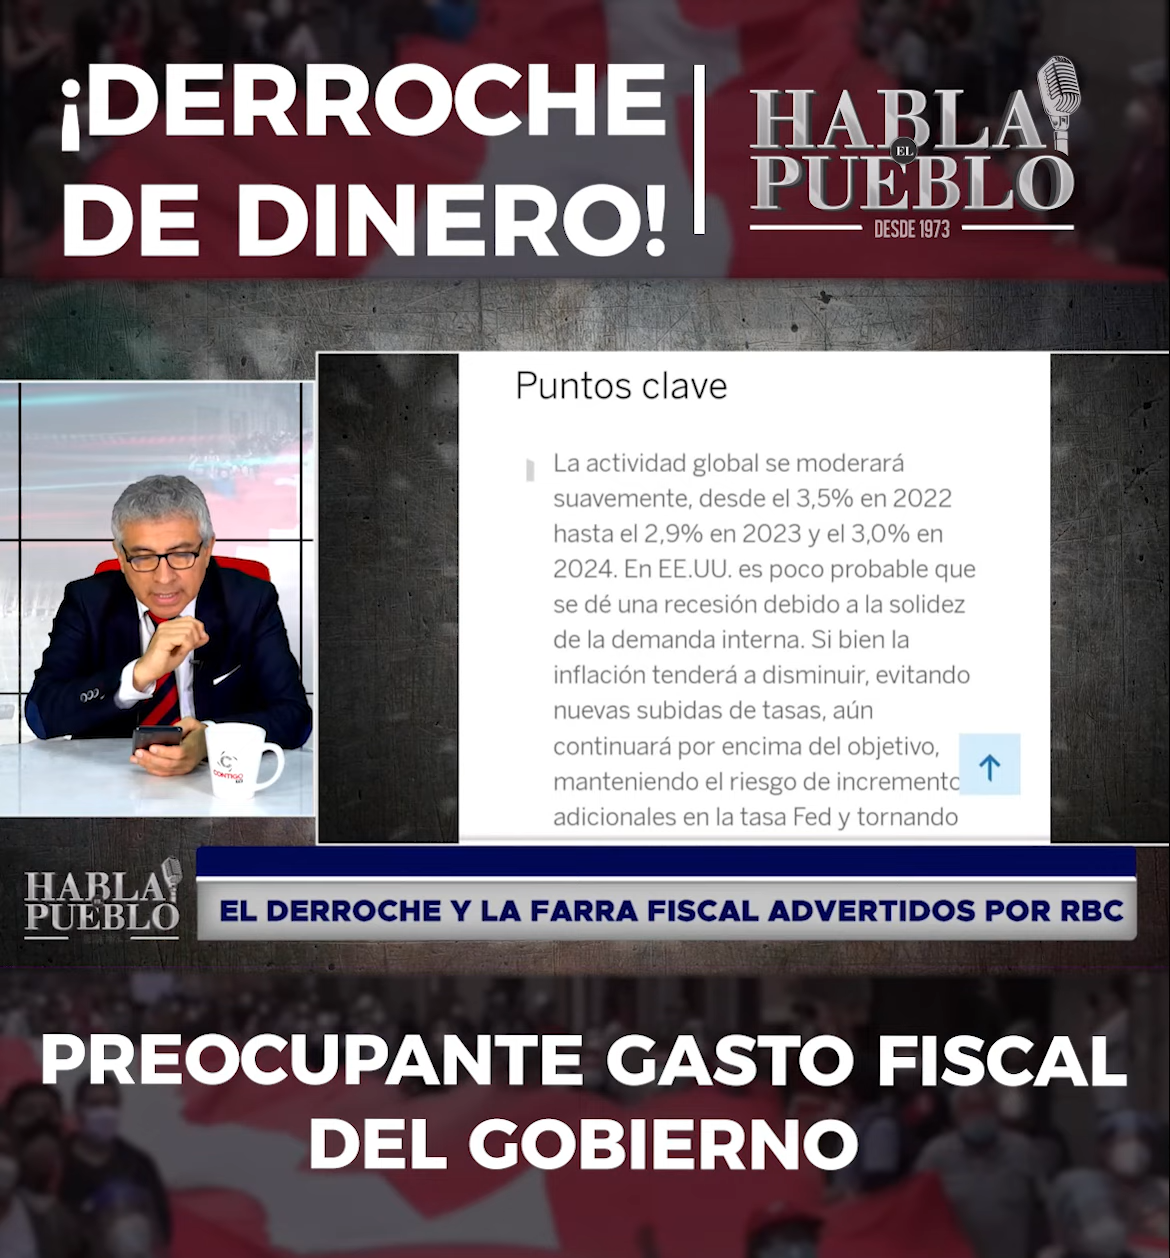 ¡DERROCHE
DE DINERO!
HABLA
EL
PUEBLO
DESDE 1973
Puntos clave
La actividad global se moderará
suavemente, desde el 3,5% en 2022
hasta el 2,9% en 2023 y el 3,0% en
2024. En EE.UU. es poco probable que
se dé una recesión debido a la solidez
de la demanda interna. Si bien la
inflación tenderá a disminuir, evitando
nuevas subidas de tasas, aún
continuará por encima del objetivo,
manteniendo el riesgo de incremento
adicionales en la tasa Fed y tornando
CONTIGO
HABLA
PUEBLO
EL DERROCHE Y LA FARRA FISCAL ADVERTIDOS POR RBC
PREOCUPANTE GASTO FISCAL
DEL GOBIERNO